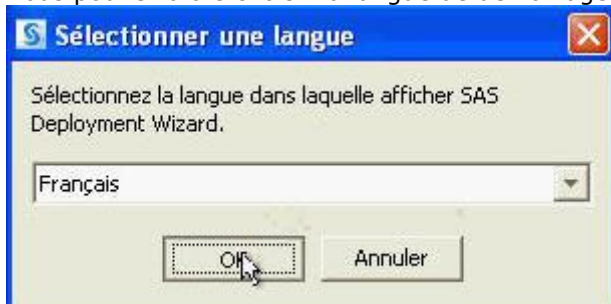 Sélectionner une langue
Sélectionnez la langue dans laquelle afficher SAS
Deployment Wizard.
Français
OK Annuler